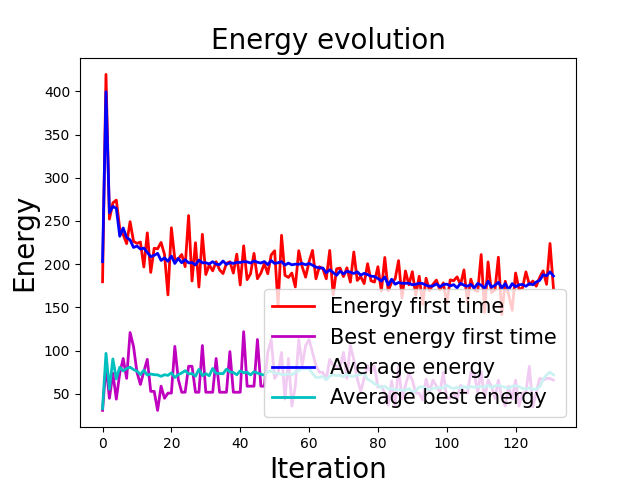 Energy evolution
Energy
400
350
300
250
200
150
100
50
Energy first time
Best energy first time
Average energy
Average best energy
0
20
40
60
80
100
120
Iteration